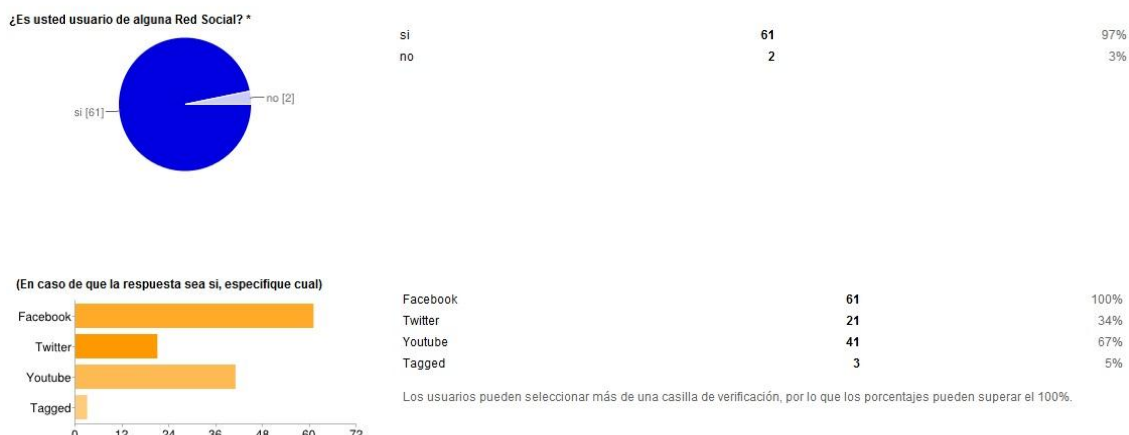 ¿Es usted usuario de alguna Red Social? *
si [61]
no [2]
si 61 97%
no 2 3%
(En caso de que la respuesta sea si, especifique cual)
Facebook
Twitter
Youtube
Tagged
0 12 24 36 48 60 72
Facebook 61 100%
Twitter 21 34%
Youtube 41 67%
Tagged 3 5%
Los usuarios pueden seleccionar más de una casilla de verificación, por lo que los porcentajes pueden superar el 100%.